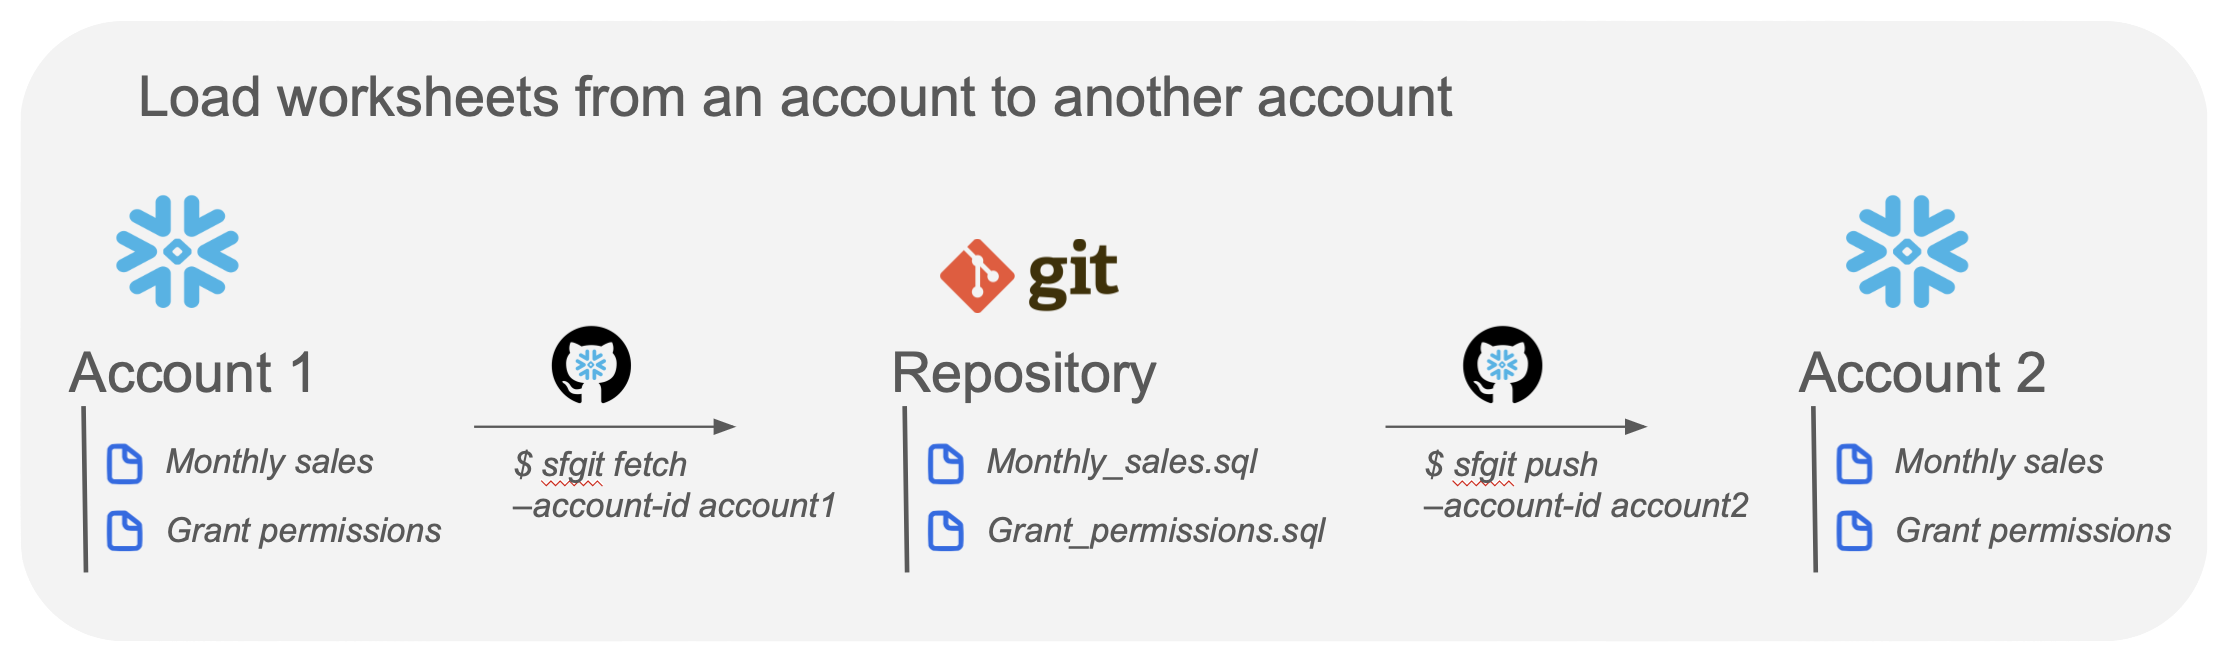 Load worksheets from an account to another account
git
Account 1
Monthly sales
Grant permissions
$ sfgit fetch
–account-id account1
Repository
Monthly_sales.sql
Grant_permissions.sql
$ sfgit push
–account-id account2
Account 2
Monthly sales
Grant permissions